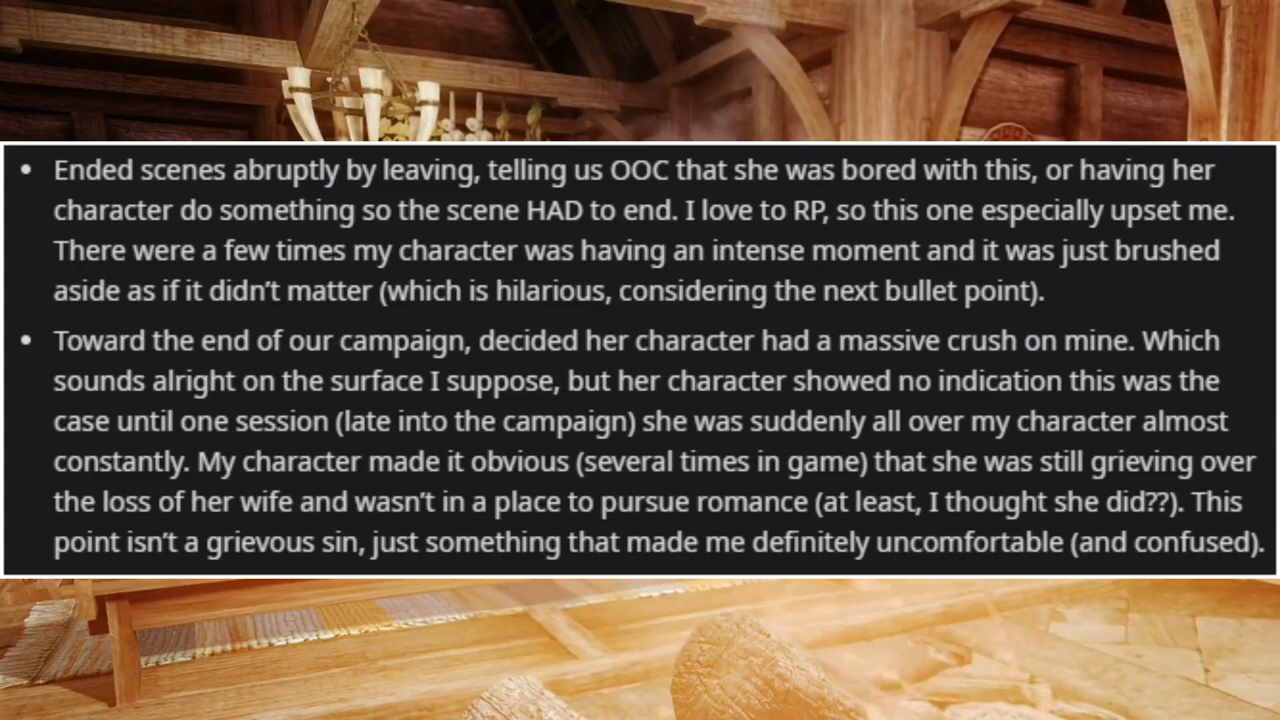 • Ended scenes abruptly by leaving, telling us OOC that she was bored with this, or having her
character do something so the scene HAD to end. I love to RP, so this one especially upset me.
There were a few times my character was having an intense moment and it was just brushed
aside as if it didn’t matter (which is hilarious, considering the next bullet point).
• Toward the end of our campaign, decided her character had a massive crush on mine. Which
sounds alright on the surface I suppose, but her character showed no indication this was the
case until one session (late into the campaign) she was suddenly all over my character almost
constantly. My character made it obvious (several times in game) that she was still grieving over
the loss of her wife and wasn’t in a place to pursue romance (at least, I thought she did??). This
point isn’t a grievous sin, just something that made me definitely uncomfortable (and confused).